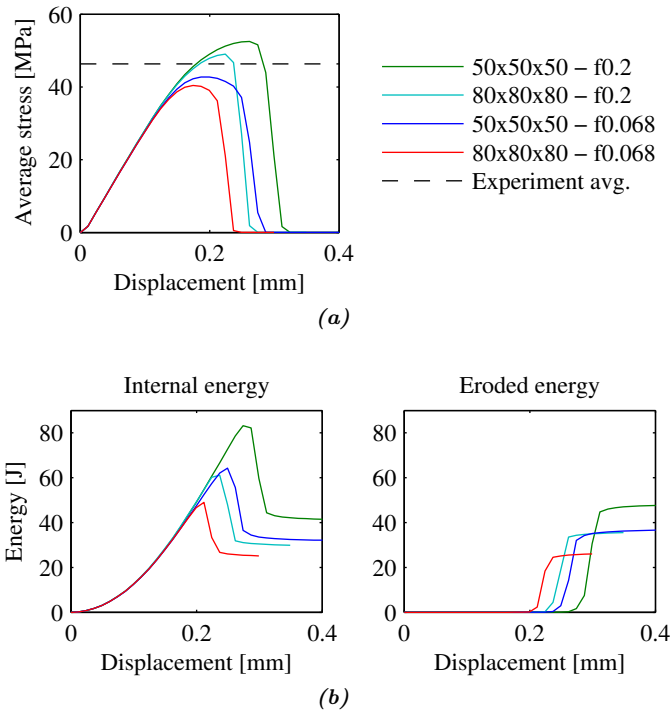 60
40
20
0
Average stress [MPa]
0 0.2 0.4
Displacement [mm]
50x50x50 – f0.2
80x80x80 – f0.2
50x50x50 – f0.068
80x80x80 – f0.068
Experiment avg.
(a)
Internal energy
80
60
40
20
0
Energy [J]
0 0.2 0.4
Displacement [mm]
Eroded energy
80
60
40
20
0
0 0.2 0.4
Displacement [mm]
(b)